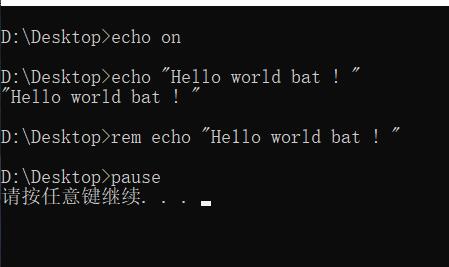 D:\Desktop>echo on
D:\Desktop>echo "Hello world bat ! "
"Hello world bat ! "
D:\Desktop>rem echo "Hello world bat ! "
D:\Desktop>pause
请按任意键继续. . .